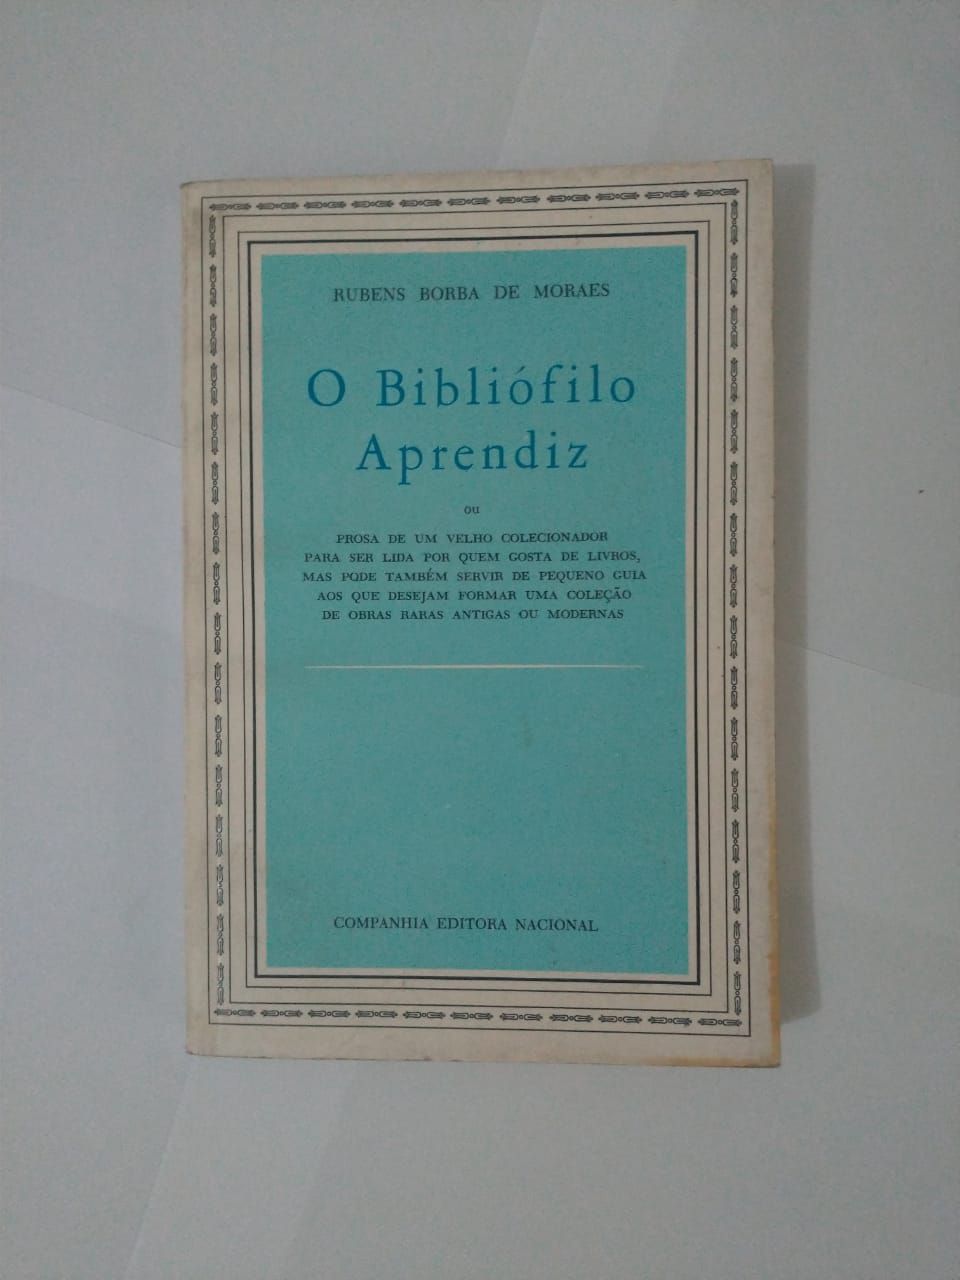 RUBENS BORBA DE MORAES
O Bibliófilo
Aprendiz
OU
PROSA DE UM VELHO COLECIONADOR
PARA SER LIDA POR QUEM GOSTA DE LIVROS,
MAS PODE TAMBÉM SERVIR DE PEQUENO GUIA
AOS QUE DESEJAM FORMAR UMA COLEÇÃO
DE OBRAS RARAS ANTIGAS OU MODERNAS
COMPANHIA EDITORA NACIONAL